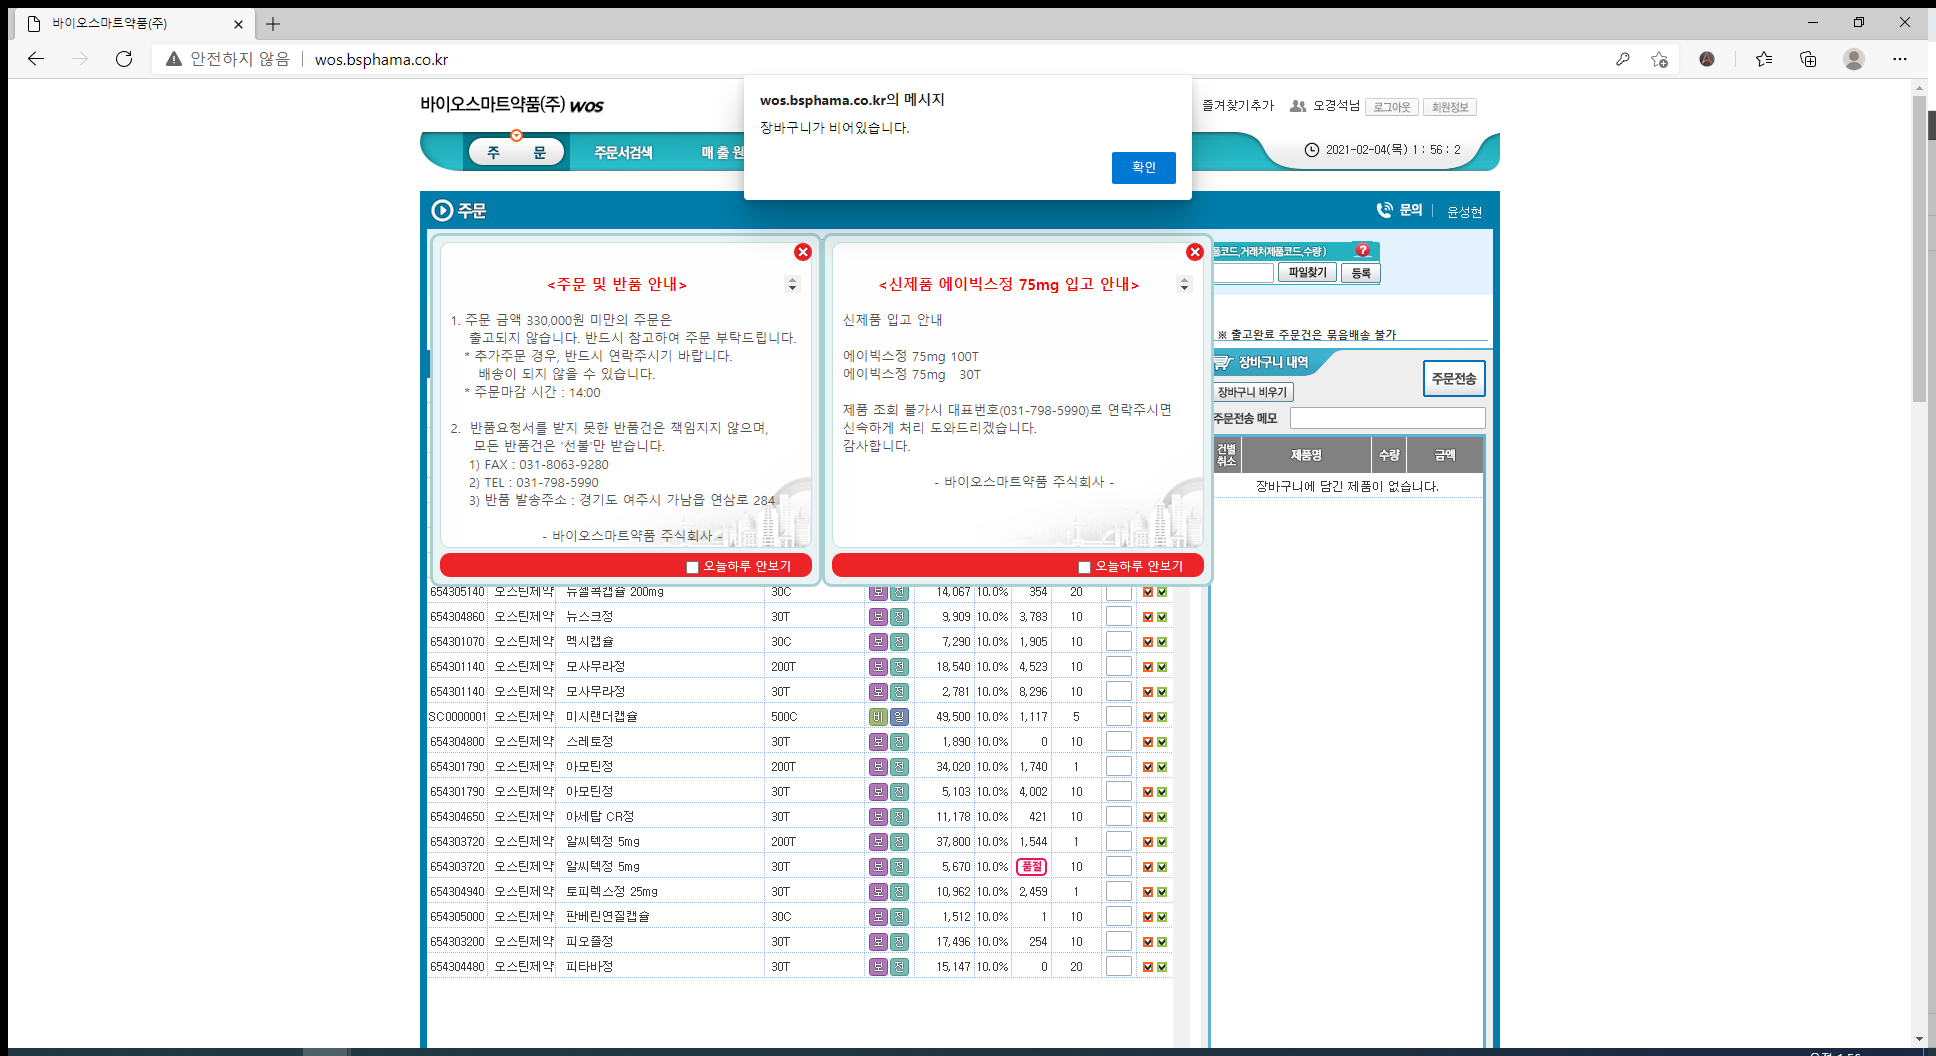 바이오스마트약품(주)
안전하지 않음 wos.bsphama.co.kr
바이오스마트약품(주) wos
즐겨찾기추가 오경석님 로그아웃 회원정보
wos.bsphama.co.kr의 메시지
장바구니가 비어있습니다.
확인
주 문 주문서검색 매 출 원
2021-02-04(목) 1 : 56 : 2
주문
문의 윤성현
품코드,거래처제품코드,수량 )
파일찾기 등록
<주문 및 반품 안내>
1. 주문 금액 330,000원 미만의 주문은
출고되지 않습니다. 반드시 참고하여 주문 부탁드립니다.
* 추가주문 경우, 반드시 연락주시기 바랍니다.
배송이 되지 않을 수 있습니다.
* 주문마감 시간 : 14:00
2. 반품요청서를 받지 못한 반품건은 책임지지 않으며,
모든 반품건은 '선불'만 받습니다.
1) FAX : 031-8063-9280
2) TEL : 031-798-5990
3) 반품 발송주소 : 경기도 여주시 가남읍 연삼로 284
- 바이오스마트약품 주식회사 -
오늘하루 안보기
<신제품 에이빅스정 75mg 입고 안내>
신제품 입고 안내
에이빅스정 75mg 100T
에이빅스정 75mg 30T
제품 조회 불가시 대표번호(031-798-5990)로 연락주시면
신속하게 처리 도와드리겠습니다.
감사합니다.
- 바이오스마트약품 주식회사 -
오늘하루 안보기
※ 출고완료 주문건은 묶음배송 불가
장바구니 내역
주문전송
장바구니 비우기
주문전송 메모
건별취소 제품명 수량 금액
장바구니에 담긴 제품이 없습니다.
654305140 오스틴제약 뉴셀콕캡슐 200mg 30C 보 전 14,067 10.0% 354 20
654304860 오스틴제약 뉴스크정 30T 보 전 9,909 10.0% 3,783 10
654301070 오스틴제약 멕시캡슐 30C 보 전 7,290 10.0% 1,905 10
654301140 오스틴제약 모사무라정 200T 보 전 18,540 10.0% 4,523 10
654301140 오스틴제약 모사무라정 30T 보 전 2,781 10.0% 8,296 10
SC0000001 오스틴제약 미시랜더캡슐 500C 비 일 49,500 10.0% 1,117 5
654304800 오스틴제약 스레토정 30T 보 전 1,890 10.0% 0 10
654301790 오스틴제약 아모틴정 200T 보 전 34,020 10.0% 1,740 1
654301790 오스틴제약 아모틴정 30T 보 전 5,103 10.0% 4,002 10
654304650 오스틴제약 아세탑 CR정 30T 보 전 11,178 10.0% 421 10
654303720 오스틴제약 알씨텍정 5mg 200T 보 전 37,800 10.0% 1,544 1
654303720 오스틴제약 알씨텍정 5mg 30T 보 전 5,670 10.0% 품절 10
654304940 오스틴제약 토피렉스정 25mg 30T 보 전 10,962 10.0% 2,459 1
654305000 오스틴제약 판베린연질캡슐 30C 보 전 1,512 10.0% 1 10
654303200 오스틴제약 피오졸정 30T 보 전 17,496 10.0% 254 10
654304480 오스틴제약 피타바정 30T 보 전 15,147 10.0% 0 20